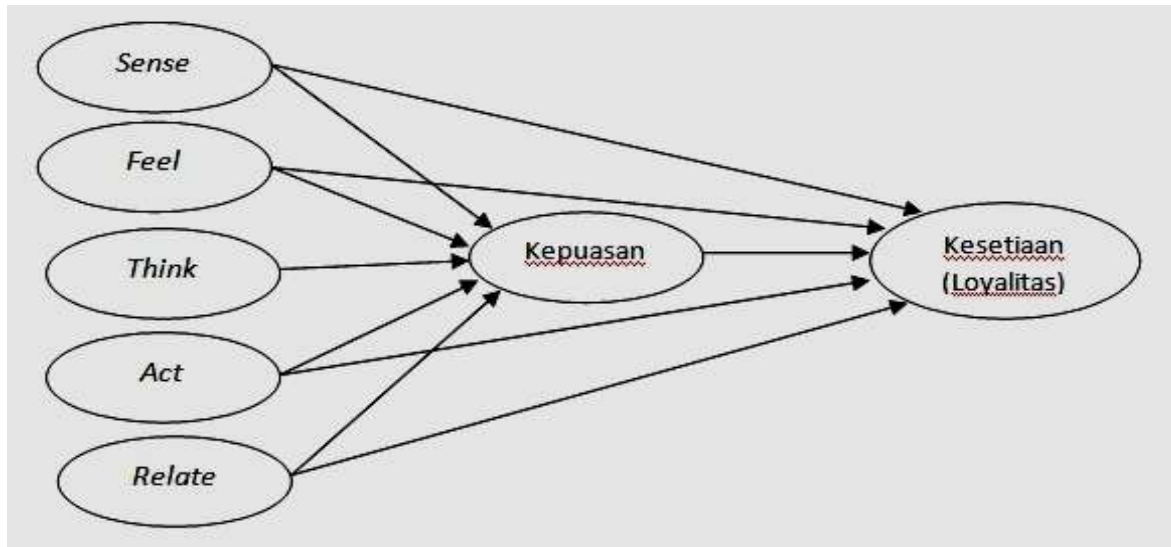 Sense
Feel
Think
Act
Relate
Kepuasan
Kesetiaan
(Loyalitas)